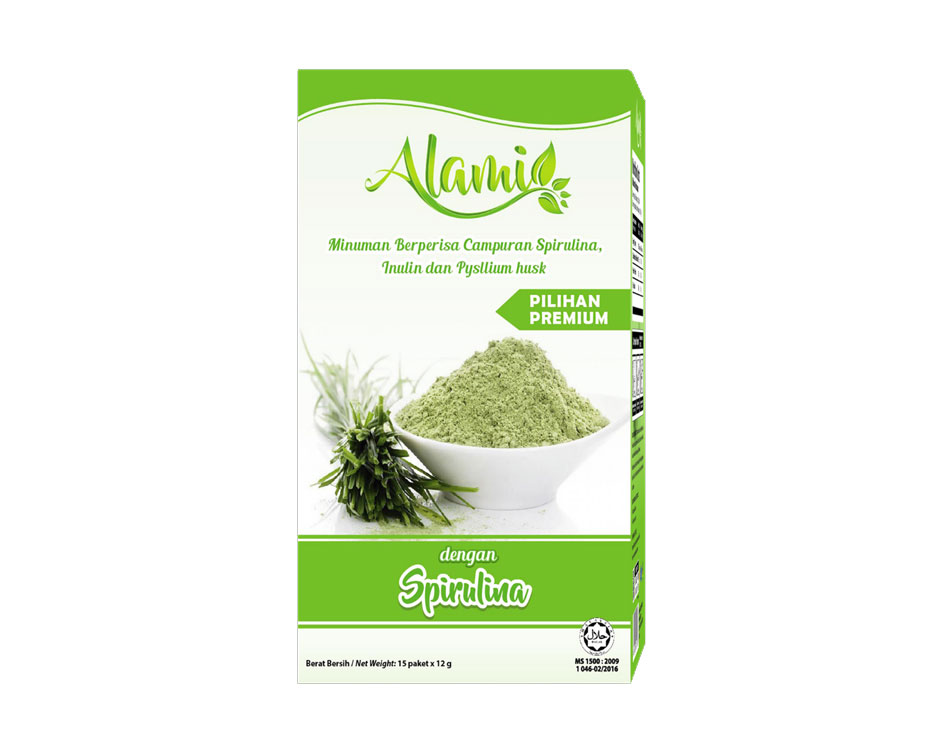 Alami
Minuman Berperisa Campuran Spirulina,
Inulin dan Pysllium husk
PILIHAN
PREMIUM
dengan
Spirulina
Berat Bersih / Net Weight: 15 paket x 12 g
حلال
MS 1500 : 2009
1 046-02/2016